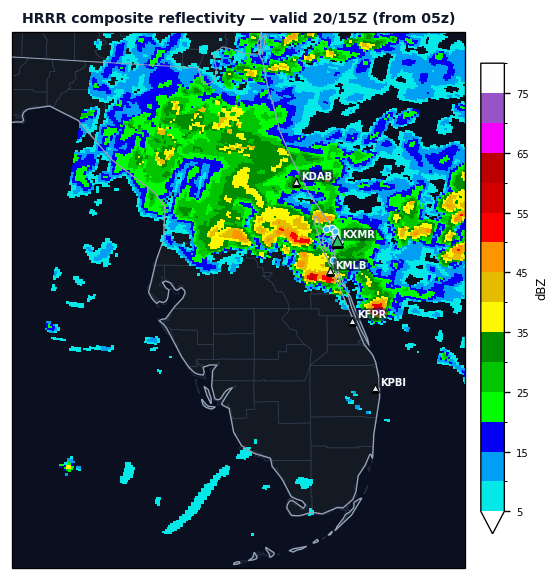 HRRR composite reflectivity — valid 20/15Z (from 05z)
KDAB
KXMR
KMLB
KFPR
KPBI
75
65
55
45
35
25
15
5
dBZ